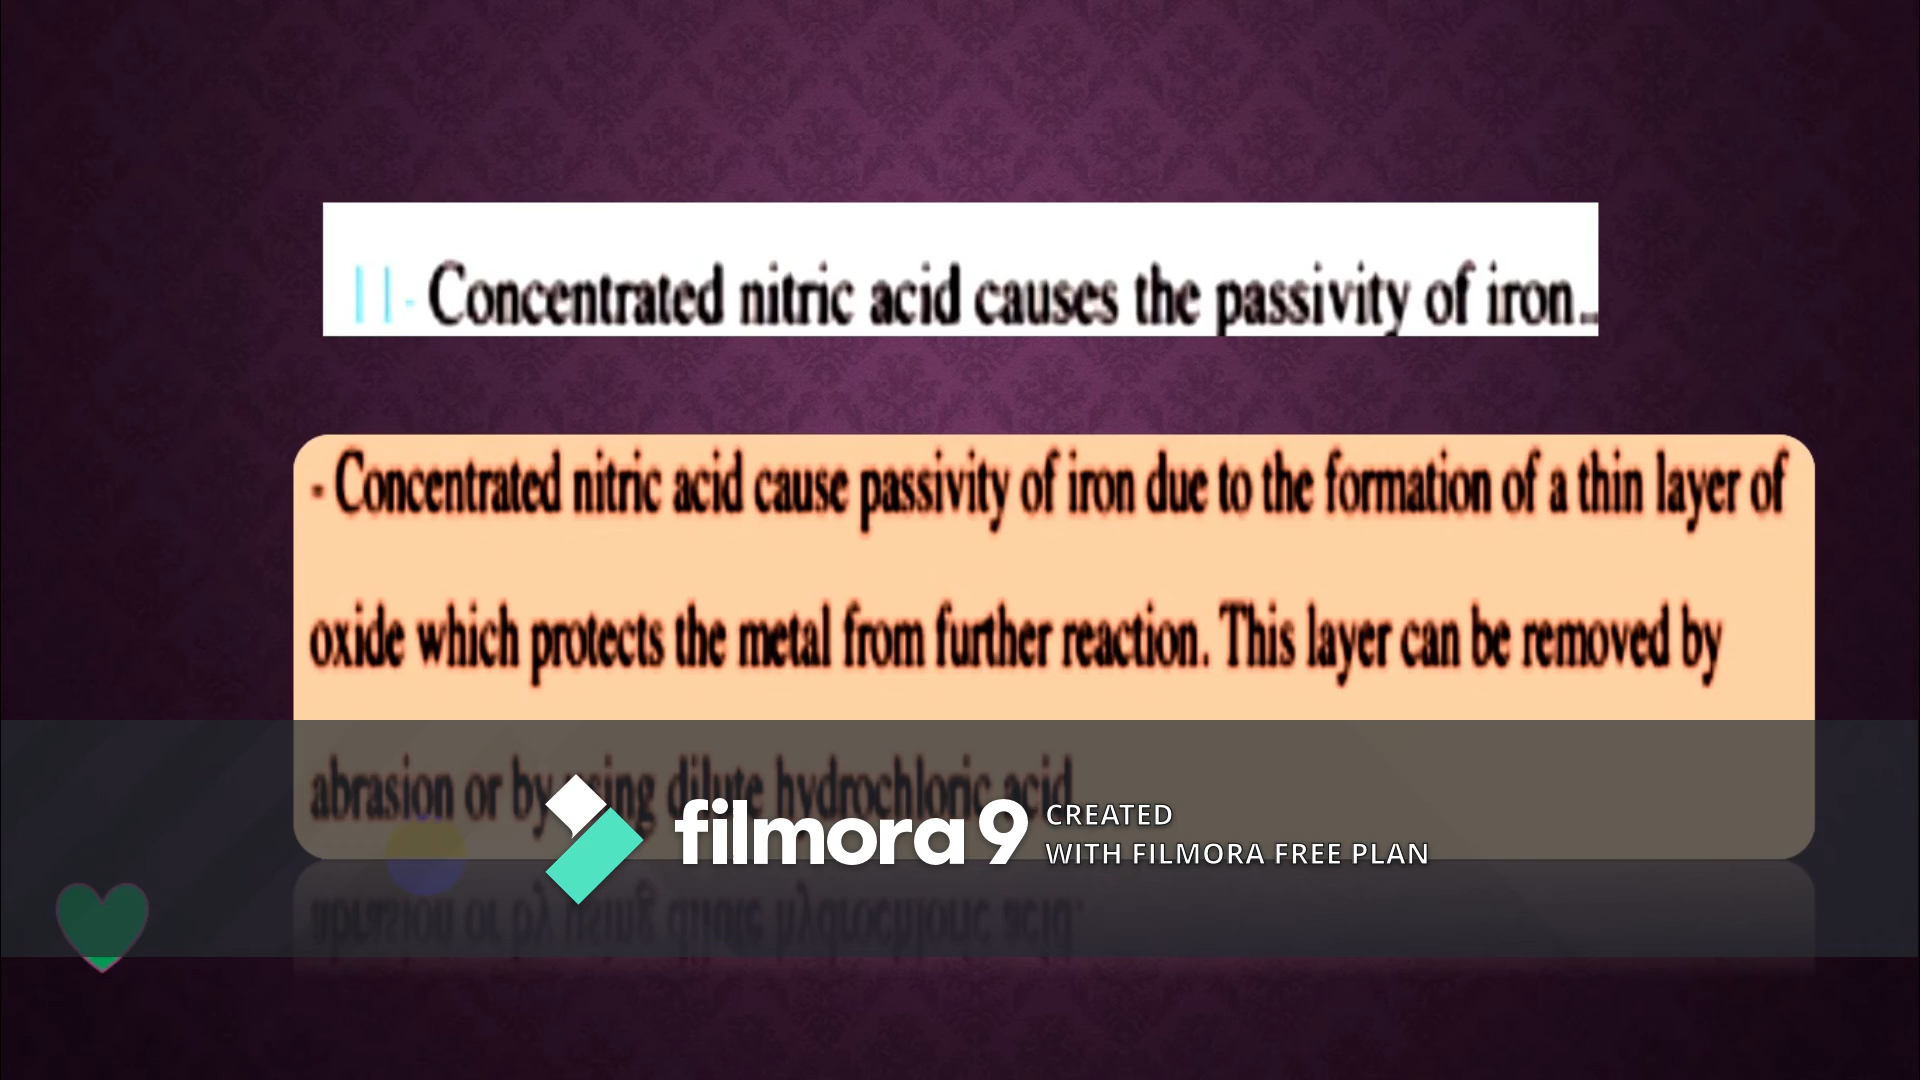 11- Concentrated nitric acid causes the passivity of iron..
- Concentrated nitric acid cause passivity of iron due to the formation of a thin layer of
oxide which protects the metal from further reaction. This layer can be removed by
abrasion or by using dilute hydrochloric acid
filmora9
CREATED
WITH FILMORA FREE PLAN